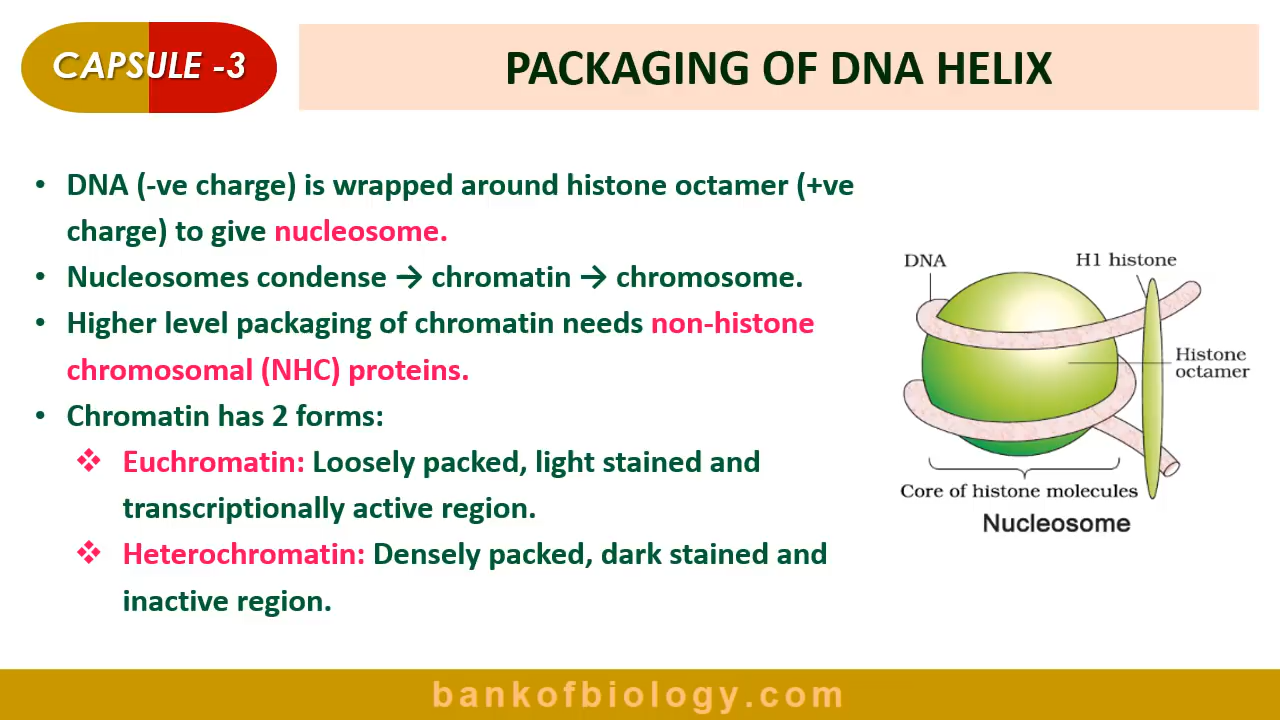 CAPSULE -3
PACKAGING OF DNA HELIX
• DNA (-ve charge) is wrapped around histone octamer (+ve
charge) to give nucleosome.
• Nucleosomes condense → chromatin → chromosome.
• Higher level packaging of chromatin needs non-histone
chromosomal (NHC) proteins.
• Chromatin has 2 forms:
❖ Euchromatin: Loosely packed, light stained and
transcriptionally active region.
❖ Heterochromatin: Densely packed, dark stained and
inactive region.
DNA
H1 histone
Histone
octamer
Core of histone molecules
Nucleosome
bankofbiology.com